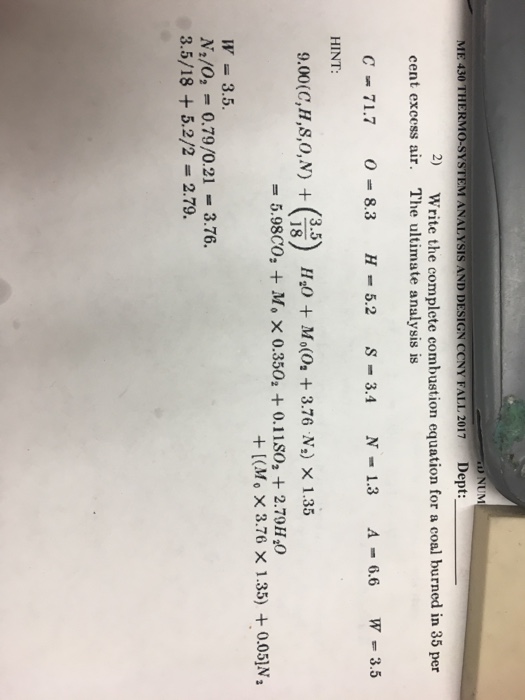 ID NUM
ME 430 THERMO-SYSTEM ANALYSIS AND DESIGN CCNY FALL 2017 Dept:
2) Write the complete combustion equation for a coal burned in 35 per
cent excess air. The ultimate analysis is
C = 71.7 O = 8.3 H = 5.2 S = 3.4 N = 1.3 A = 6.6 W = 3.5
HINT:
9.00(C,H,S,O,N) + (3.5/18) H₂O + M₀(O₂ + 3.76 N₂) × 1.35
= 5.98CO₂ + M₀ × 0.35O₂ + 0.11SO₂ + 2.79H₂O
+ [(M₀ × 3.76 × 1.35) + 0.05]N₂
W = 3.5.
N₂/O₂ = 0.79/0.21 = 3.76.
3.5/18 + 5.2/2 = 2.79.